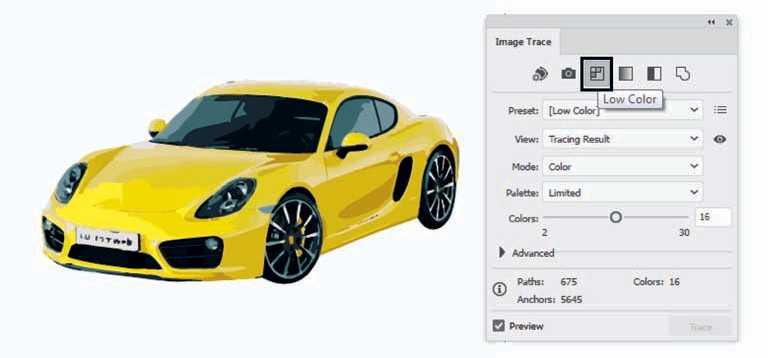 Image Trace
Low Color
Preset: [Low Color]
View: Tracing Result
Mode: Color
Palette: Limited
Colors: 16
2 30
Advanced
Paths: 675 Colors: 16
Anchors: 5645
Preview Trace